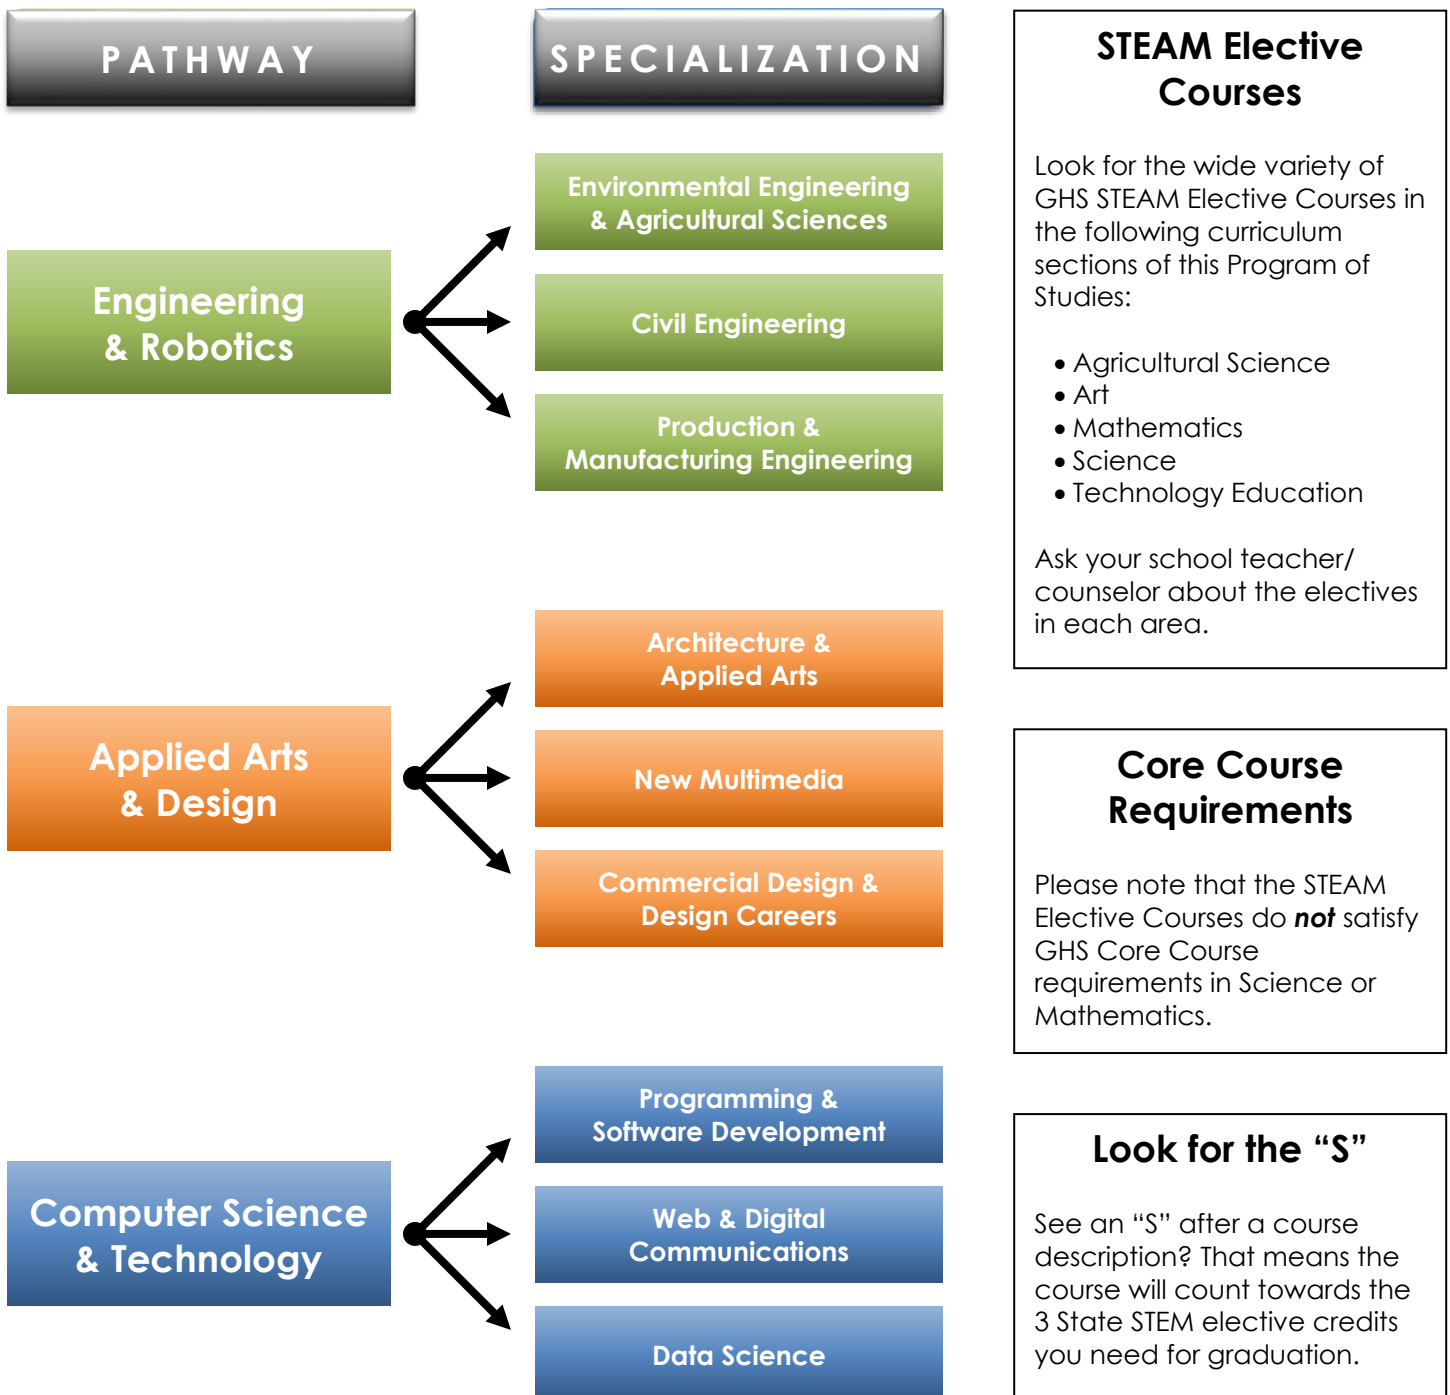 PATHWAY
SPECIALIZATION
Engineering
& Robotics
Environmental Engineering
& Agricultural Sciences
Civil Engineering
Production &
Manufacturing Engineering
Applied Arts
& Design
Architecture &
Applied Arts
New Multimedia
Commercial Design &
Design Careers
Computer Science
& Technology
Programming &
Software Development
Web & Digital
Communications
Data Science
STEAM Elective
Courses
Look for the wide variety of
GHS STEAM Elective Courses in
the following curriculum
sections of this Program of
Studies:
• Agricultural Science
• Art
• Mathematics
• Science
• Technology Education
Ask your school teacher/
counselor about the electives
in each area.
Core Course
Requirements
Please note that the STEAM
Elective Courses do not satisfy
GHS Core Course
requirements in Science or
Mathematics.
Look for the “S”
See an “S” after a course
description? That means the
course will count towards the
3 State STEM elective credits
you need for graduation.